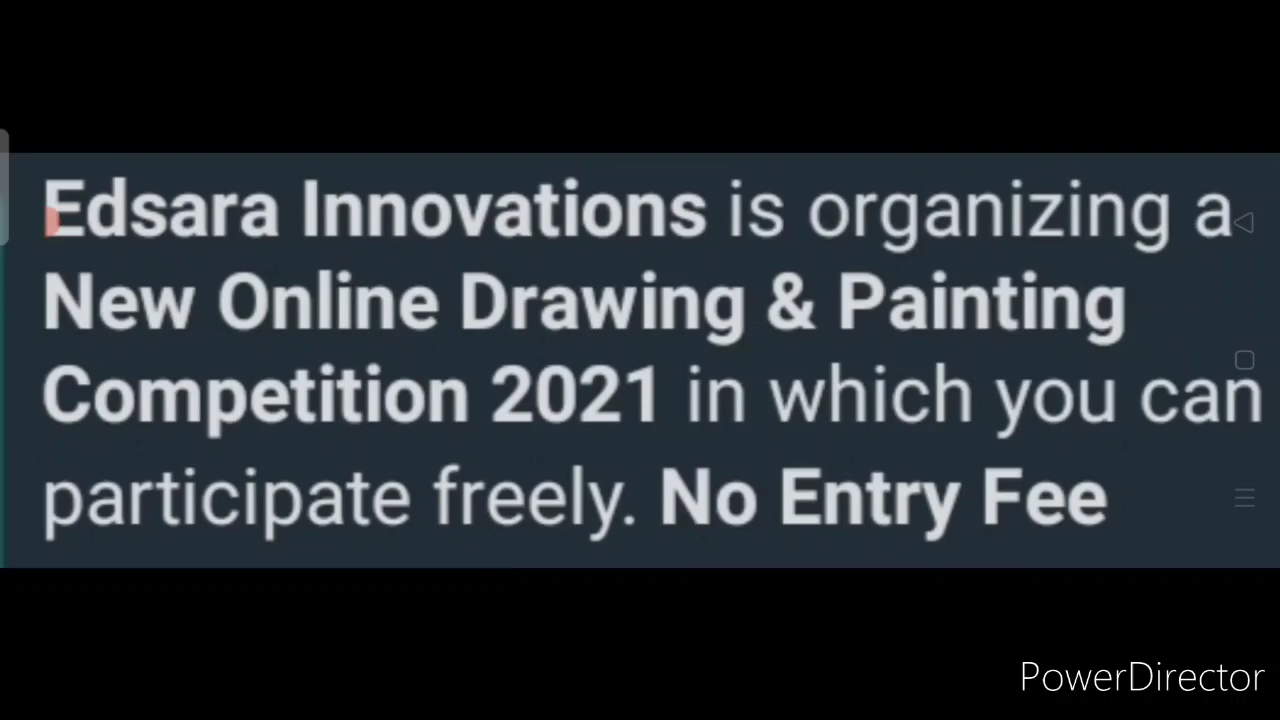 Edsara Innovations is organizing a
New Online Drawing & Painting
Competition 2021 in which you can
participate freely. No Entry Fee
PowerDirector